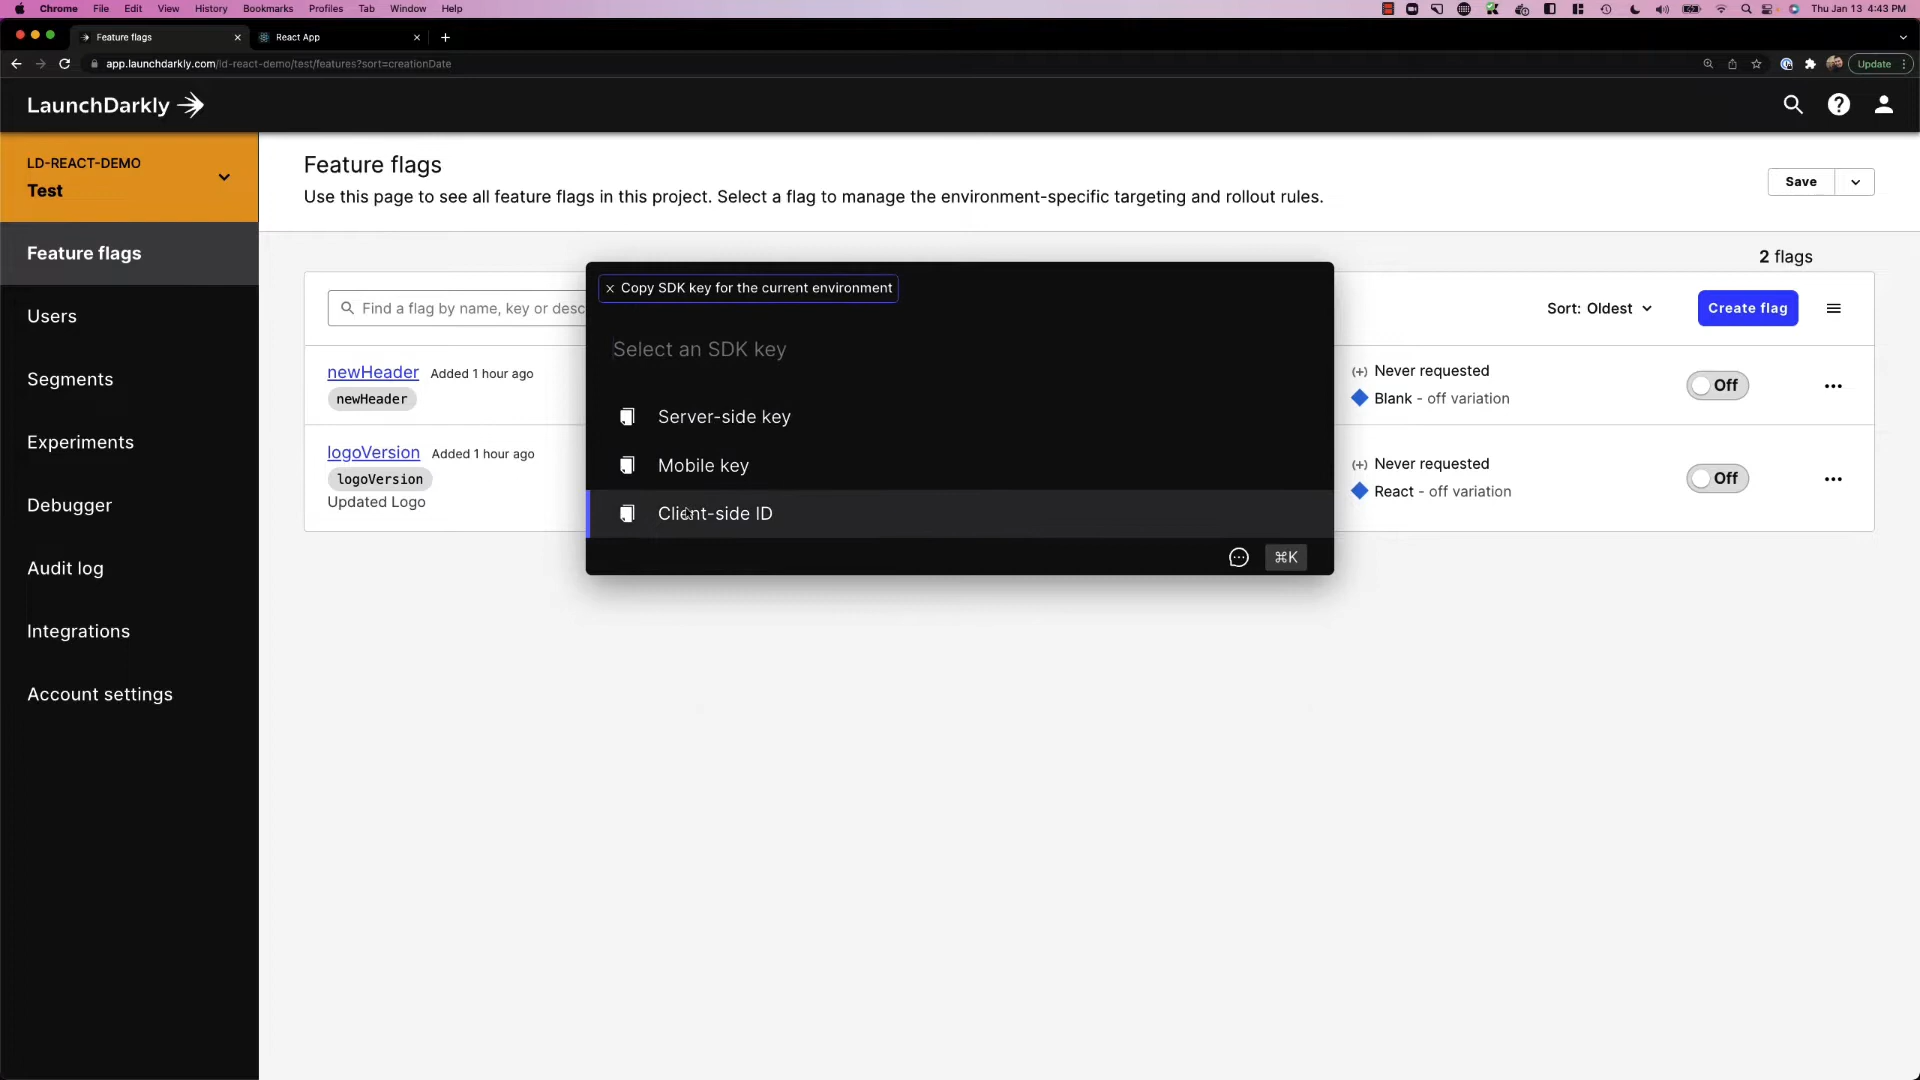 Chrome File Edit View History Bookmarks Profiles Tab Window Help Thu Jan 13 4:43 PM
Feature flags React App
app.launchdarkly.com/ld-react-demo/test/features?sort=creationDate Update
LaunchDarkly
LD-REACT-DEMO
Test
Feature flags
Users
Segments
Experiments
Debugger
Audit log
Integrations
Account settings
Feature flags
Use this page to see all feature flags in this project. Select a flag to manage the environment-specific targeting and rollout rules.
Save
2 flags
Find a flag by name, key or desc
Sort: Oldest
Create flag
newHeader Added 1 hour ago
newHeader
Never requested
Blank - off variation
Off
logoVersion Added 1 hour ago
logoVersion
Updated Logo
Never requested
React - off variation
Off
Copy SDK key for the current environment
Select an SDK key
Server-side key
Mobile key
Client-side ID
⌘K